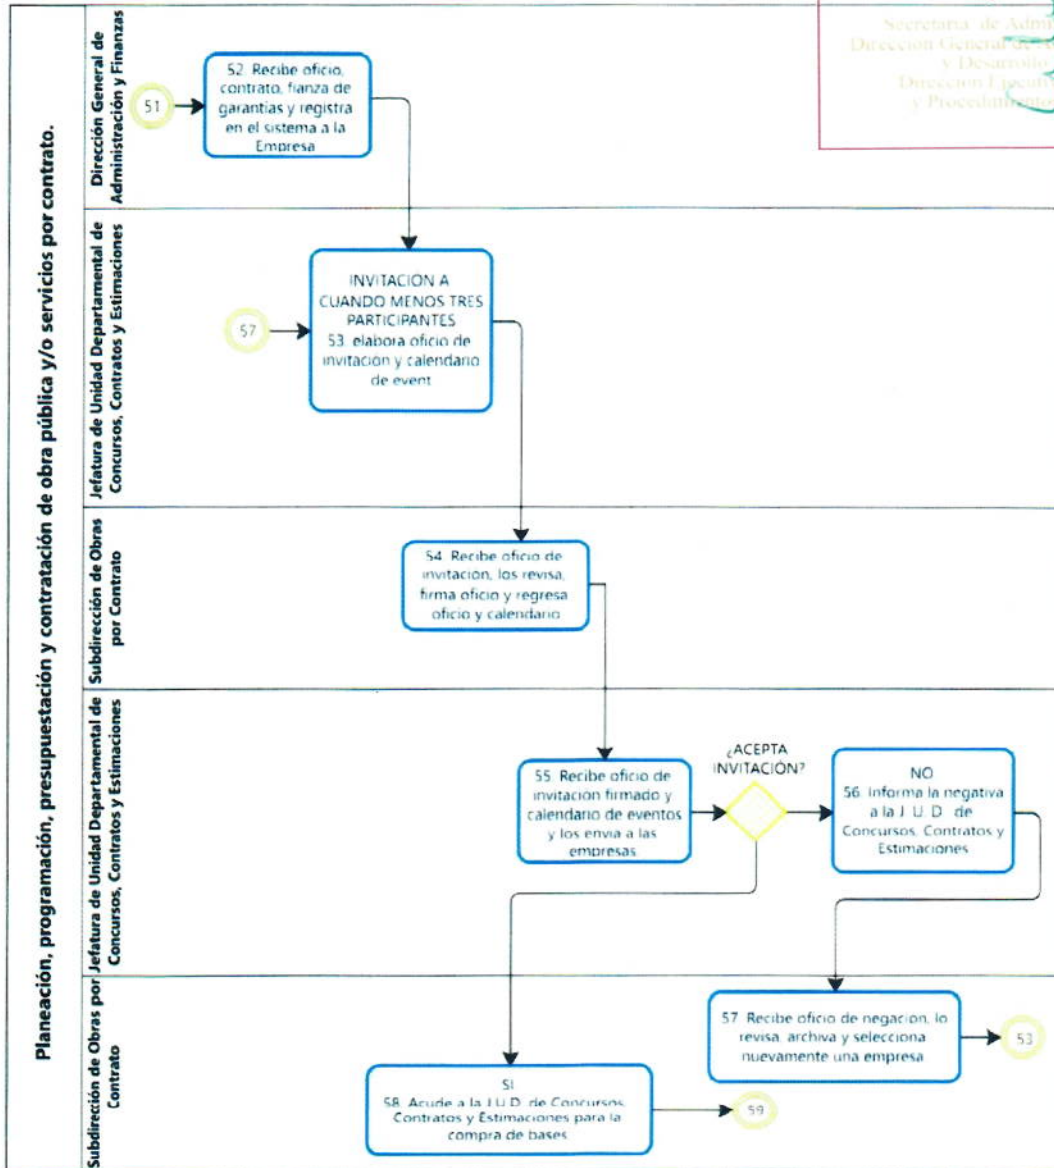 Planeación, programación, presupuestación y contratación de obra pública y/o servicios por contrato.
Dirección General de
Administración y Finanzas
51
52. Recibe oficio,
contrato, fianza de
garantías y registra
en el sistema a la
Empresa
Secretaría de
Dirección General de
y Desarrollo
Dirección
y
Jefatura de Unidad Departamental de
Concursos, Contratos y Estimaciones
57
INVITACION A
CUANDO MENOS TRES
PARTICIPANTES
53. elabora oficio de
invitación y calendario
de event
Subdirección de Obras
por Contrato
54. Recibe oficio de
invitación, los revisa,
firma oficio y regresa
oficio y calendario
Jefatura de Unidad Departamental de
Concursos, Contratos y Estimaciones
55. Recibe oficio de
invitación firmado y
calendario de eventos
y los envía a las
empresas
¿ACEPTA
INVITACIÓN?
NO
56. Informa la negativa
a la J. U. D. de
Concursos, Contratos y
Estimaciones
Subdirección de Obras por
Contrato
57. Recibe oficio de negación, lo
revisa, archiva y selecciona
nuevamente una empresa
53
SI
58. Acude a la J.U.D. de Concursos,
Contratos y Estimaciones para la
compra de bases
59